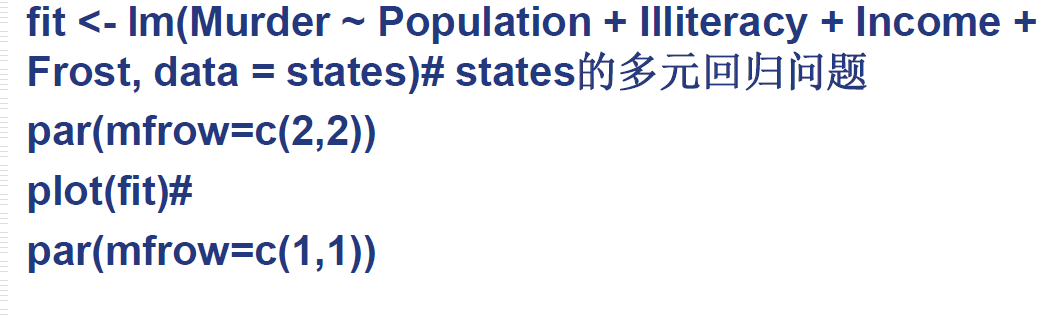 fit <- lm(Murder ~ Population + Illiteracy + Income +
Frost, data = states)# states的多元回归问题
par(mfrow=c(2,2))
plot(fit)#
par(mfrow=c(1,1))